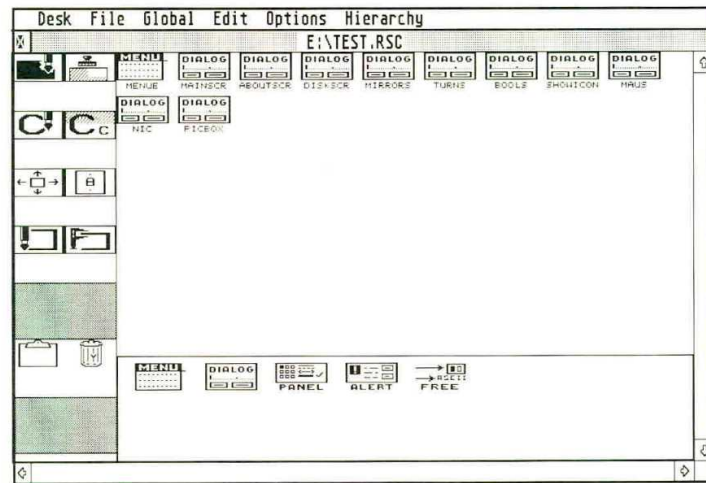 Desk File Global Edit Options Hierarchy
E:\TEST.RSC
MENU DIALOG DIALOG DIALOG DIALOG DIALOG DIALOG DIALOG DIALOG
MENUE MAINSCR ABOUTSCR DISKSCR MIRRORS TURNS BOOLS SHOWICON MAUS
DIALOG DIALOG
NIC PICBOX
C C c
MENU DIALOG
PANEL ALERT ASCII
FREE